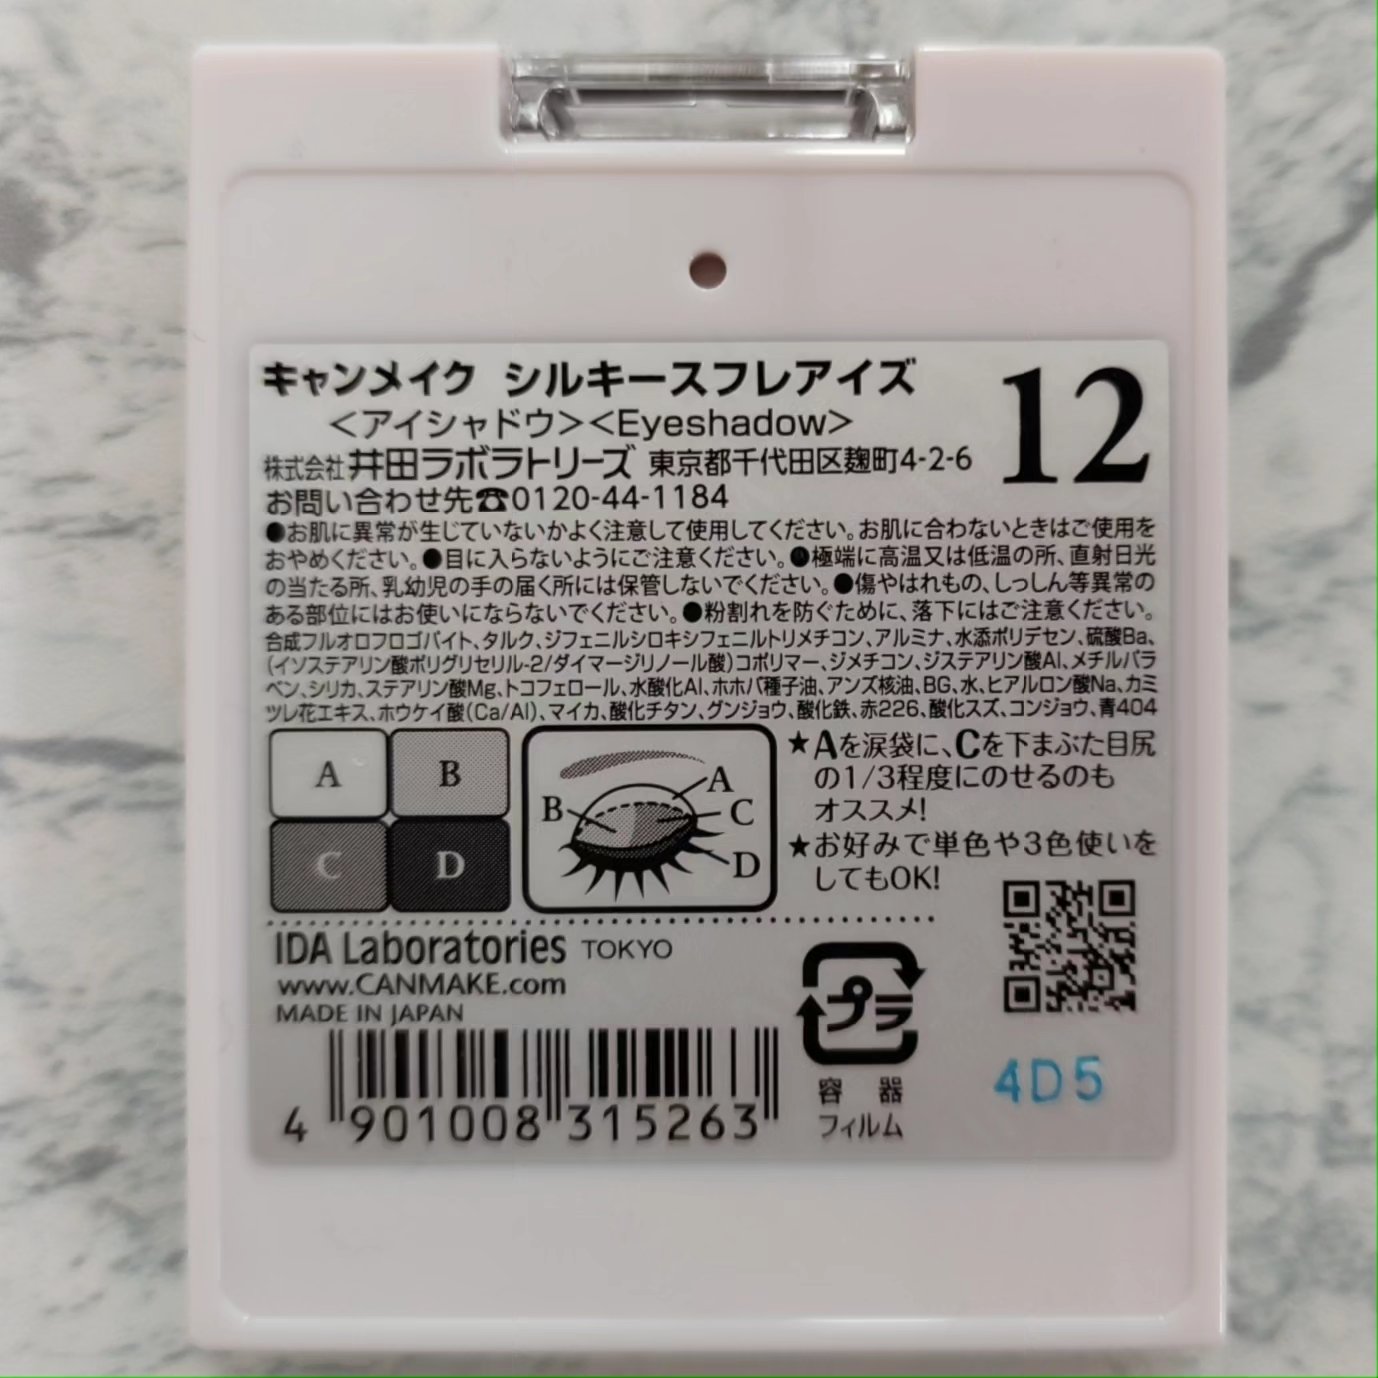 キャンメイク シルキースフレアイズ
12
＜アイシャドウ＞＜Eyeshadow＞
株式会社井田ラボラトリーズ 東京都千代田区麹町4-2-6
お問い合わせ先☎0120-44-1184
●お肌に異常が生じていないかよく注意して使用してください。お肌に合わないときはご使用を
おやめください。●目に入らないようにご注意ください。●極端に高温又は低温の所、直射日光
の当たる所、乳幼児の手の届く所には保管しないでください。●傷やはれもの、しっしん等異常の
ある部位にはお使いにならないでください。●粉割れを防ぐために、落下にはご注意ください。
合成フルオロフロゴパイト、タルク、ジフェニルシロキシフェニルトリメチコン、アルミナ、水添ポリデセン、硫酸Ba、
(イソステアリン酸ポリグリセリル-2/ダイマージリノール酸)コポリマー、ジメチコン、ジステアリン酸Al、メチルパラ
ベン、シリカ、ステアリン酸Mg、トコフェロール、水酸化Al、ホホバ種子油、アンズ核油、BG、水、ヒアルロン酸Na、カミ
ツレ花エキス、ホウケイ酸(Ca/Al)、マイカ、酸化チタン、グンジョウ、酸化鉄、赤226、酸化スズ、コンジョウ、青404
A B
C D
A
B C
D
★Aを涙袋に、Cを下まぶた目尻
の1/3程度にのせるのも
オススメ!
★お好みで単色や3色使いを
してもOK!
IDA Laboratories TOKYO
www.CANMAKE.com
MADE IN JAPAN
4 901008 315263
プラ
容器
フィルム
4D5